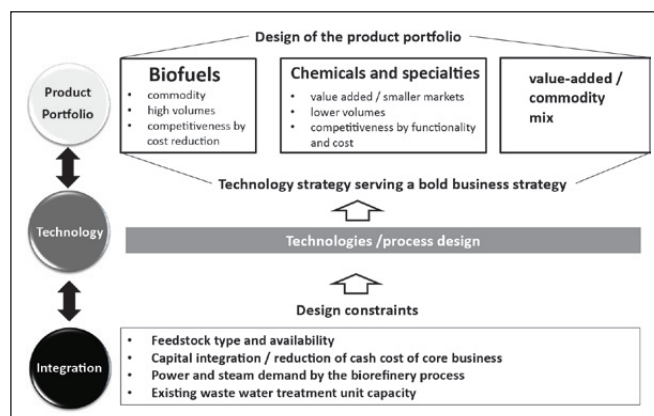 Design of the product portfolio
Product
Portfolio
Biofuels
• commodity
• high volumes
• competitiveness by
cost reduction
Chemicals and specialties
• value added / smaller markets
• lower volumes
• competitiveness by functionality
and cost
value-added /
commodity
mix
Technology strategy serving a bold business strategy
Technology
Technologies /process design
Design constraints
Integration
• Feedstock type and availability
• Capital integration / reduction of cash cost of core business
• Power and steam demand by the biorefinery process
• Existing waste water treatment unit capacity